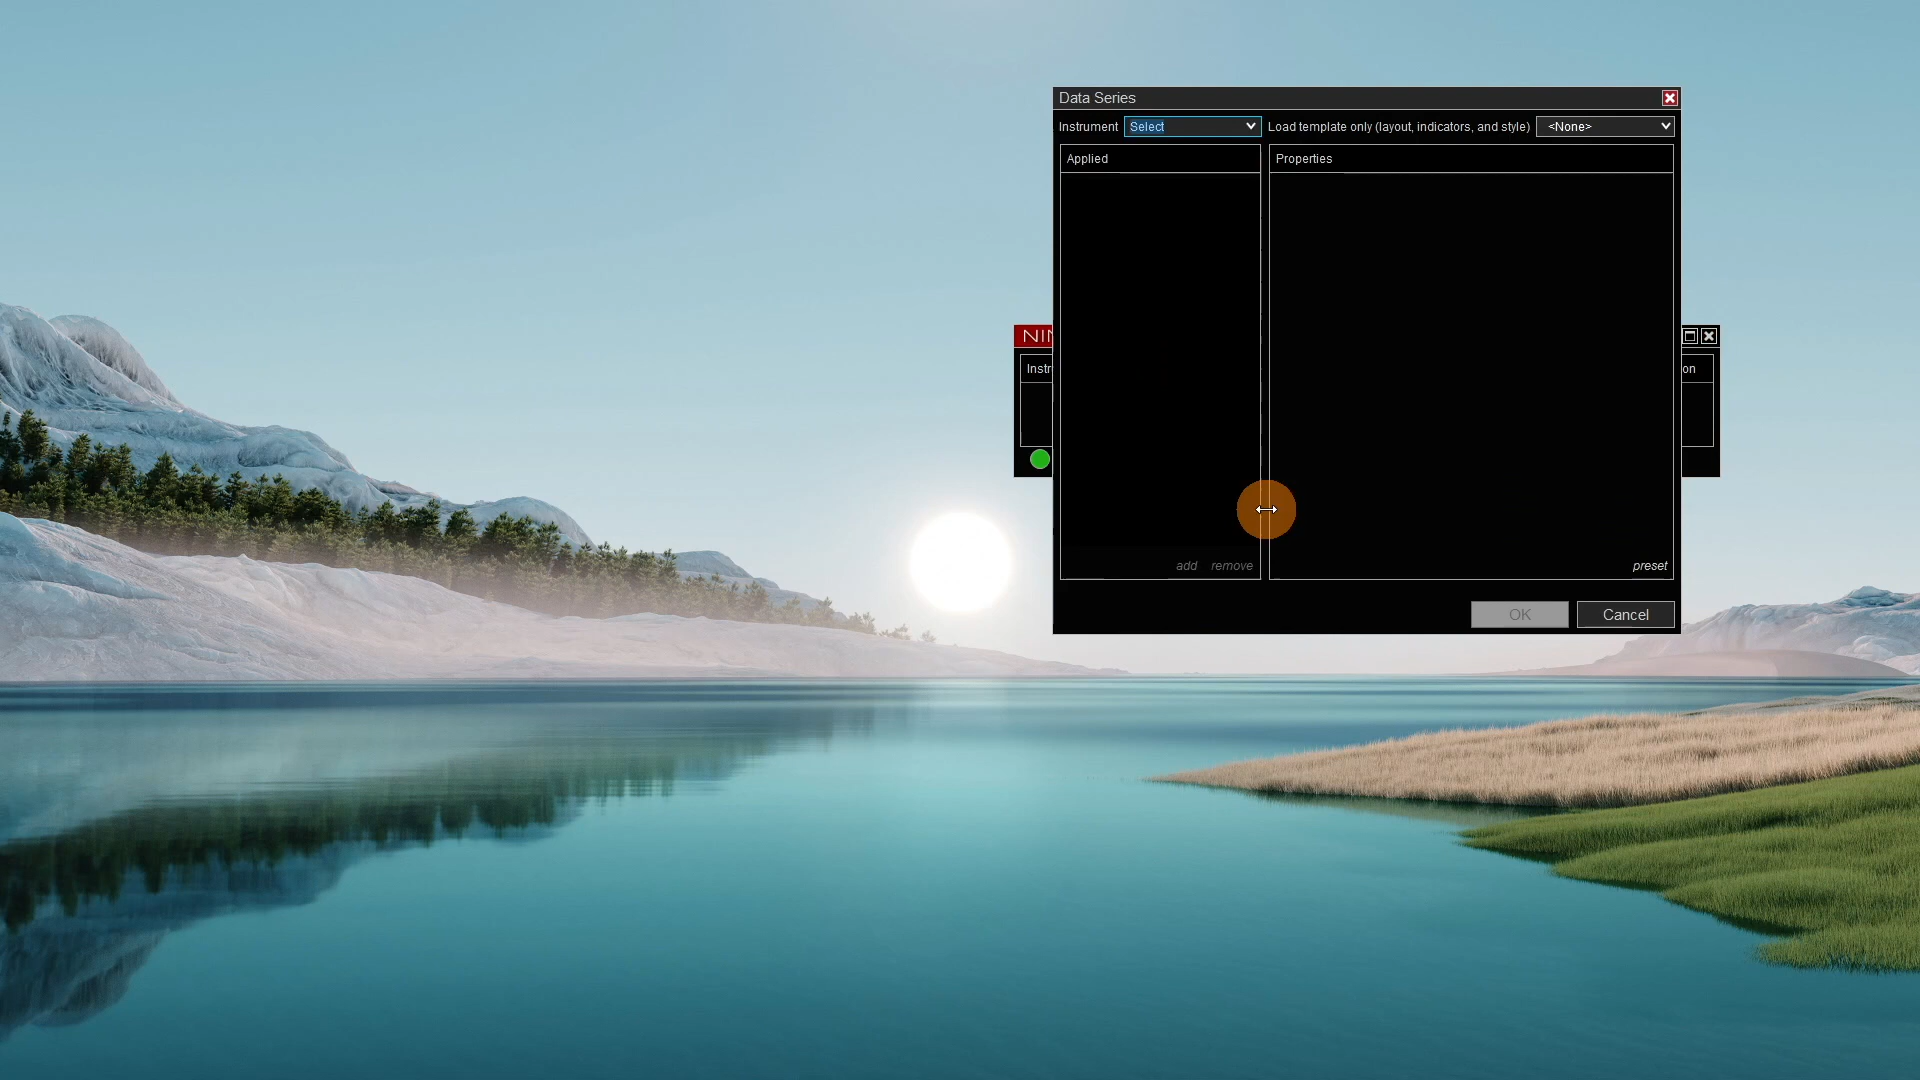 Data Series
Instrument Select Load template only (layout, indicators, and style) <None>
Applied Properties
NIN
Instr
on
add remove
preset
OK Cancel